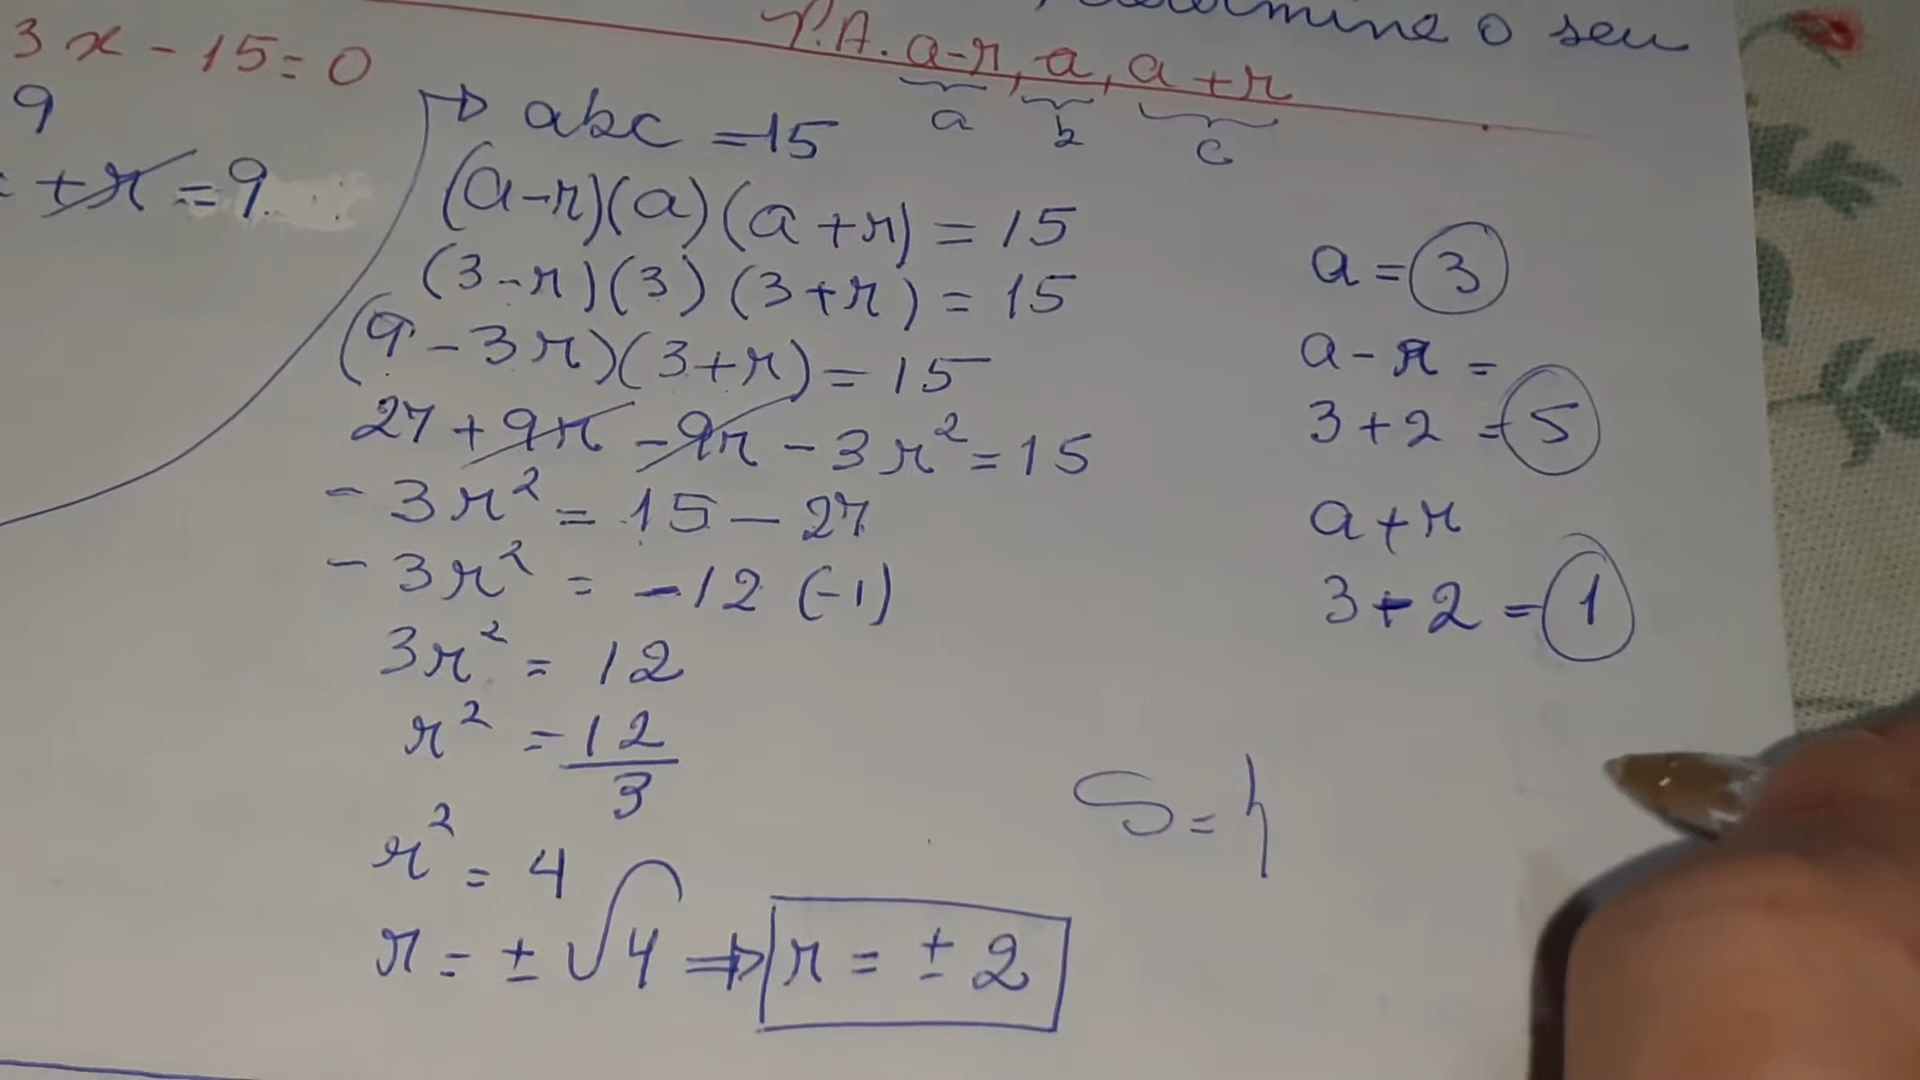 determine o seu
3x - 15 = 0
P.A. a-r, a, a+r
a b c
9
+r = 9
abc = 15
(a-r)(a)(a+r) = 15
(3-r)(3)(3+r) = 15
(9-3r)(3+r) = 15
27 + 9r - 9r - 3r² = 15
- 3r² = 15 - 27
- 3r² = -12 (-1)
3r² = 12
r² = 12/3
r² = 4
r = ± √4 ⇒ r = ± 2
a = 3
a - r =
3 + 2 = 5
a + r
3 + 2 = 1
S = {